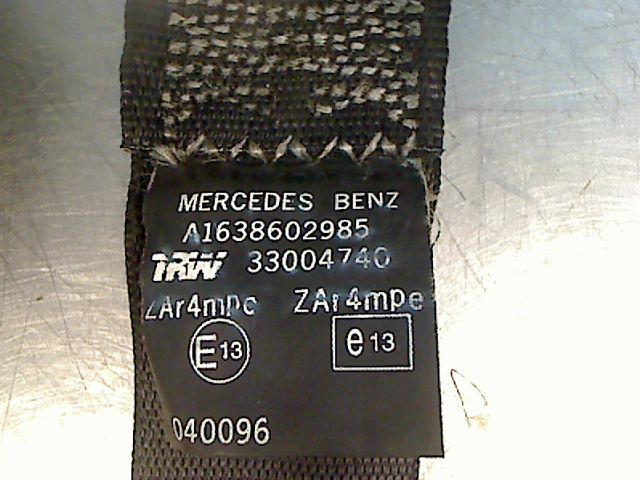 MERCEDES BENZ
A1638602985
TRW 33004740
ZAr4mpe ZAr4mpe
E13 e13
040096